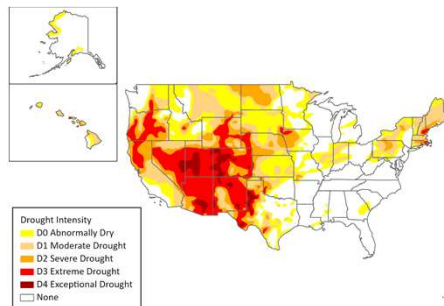 Drought Intensity
D0 Abnormally Dry
D1 Moderate Drought
D2 Severe Drought
D3 Extreme Drought
D4 Exceptional Drought
None